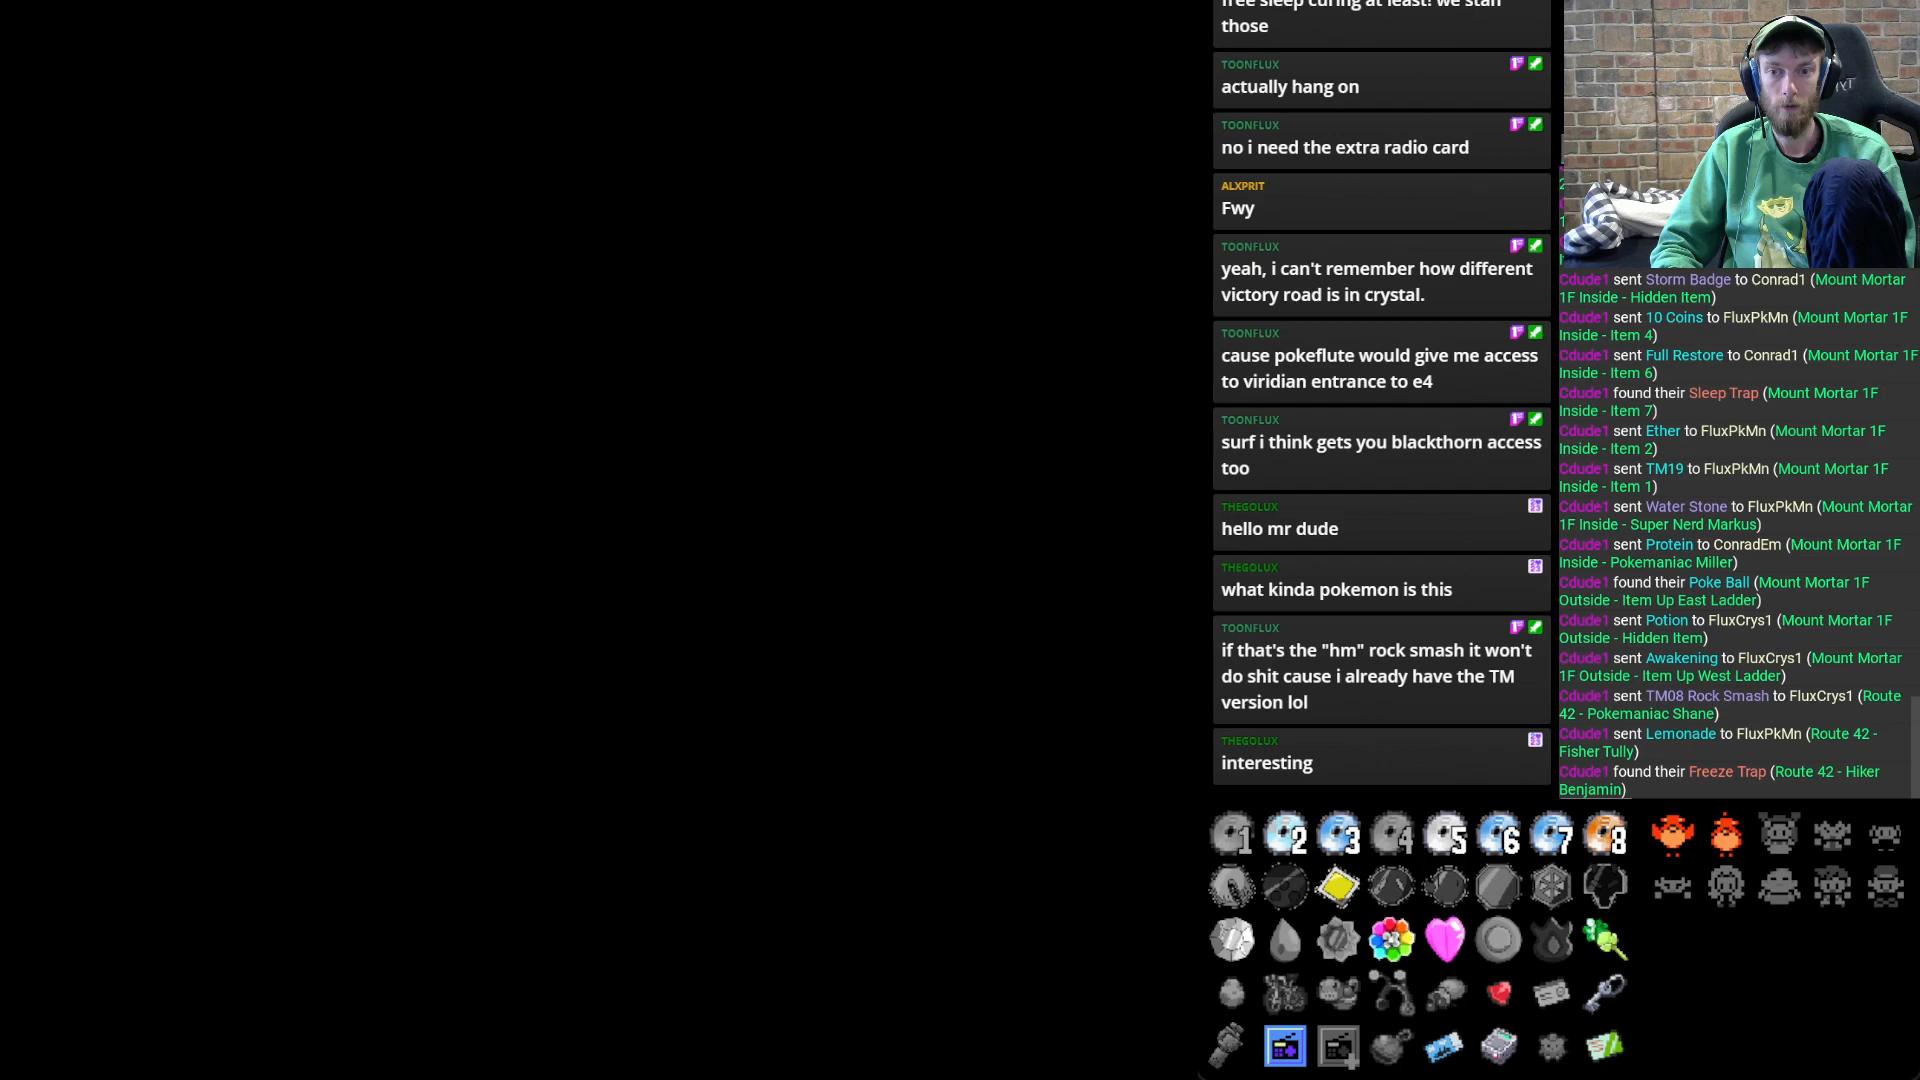 free sleep curing at least! we stan
those
TOONFLUX
actually hang on
TOONFLUX
no i need the extra radio card
ALXPRIT
Fwy
TOONFLUX
yeah, i can't remember how different
victory road is in crystal.
TOONFLUX
cause pokeflute would give me access
to viridian entrance to e4
TOONFLUX
surf i think gets you blackthorn access
too
THEGOLUX
hello mr dude
THEGOLUX
what kinda pokemon is this
TOONFLUX
if that's the "hm" rock smash it won't
do shit cause i already have the TM
version lol
THEGOLUX
interesting
Cdude1 sent Storm Badge to Conrad1 (Mount Mortar
1F Inside - Hidden Item)
Cdude1 sent 10 Coins to FluxPkMn (Mount Mortar 1F
Inside - Item 4)
Cdude1 sent Full Restore to Conrad1 (Mount Mortar 1F
Inside - Item 6)
Cdude1 found their Sleep Trap (Mount Mortar 1F
Inside - Item 7)
Cdude1 sent Ether to FluxPkMn (Mount Mortar 1F
Inside - Item 2)
Cdude1 sent TM19 to FluxPkMn (Mount Mortar 1F
Inside - Item 1)
Cdude1 sent Water Stone to FluxPkMn (Mount Mortar
1F Inside - Super Nerd Markus)
Cdude1 sent Protein to ConradEm (Mount Mortar 1F
Inside - Pokemaniac Miller)
Cdude1 found their Poke Ball (Mount Mortar 1F
Outside - Item Up East Ladder)
Cdude1 sent Potion to FluxCrys1 (Mount Mortar 1F
Outside - Hidden Item)
Cdude1 sent Awakening to FluxCrys1 (Mount Mortar
1F Outside - Item Up West Ladder)
Cdude1 sent TM08 Rock Smash to FluxCrys1 (Route
42 - Pokemaniac Shane)
Cdude1 sent Lemonade to FluxPkMn (Route 42 -
Fisher Tully)
Cdude1 found their Freeze Trap (Route 42 - Hiker
Benjamin)
1 2 3 4 5 6 7 8